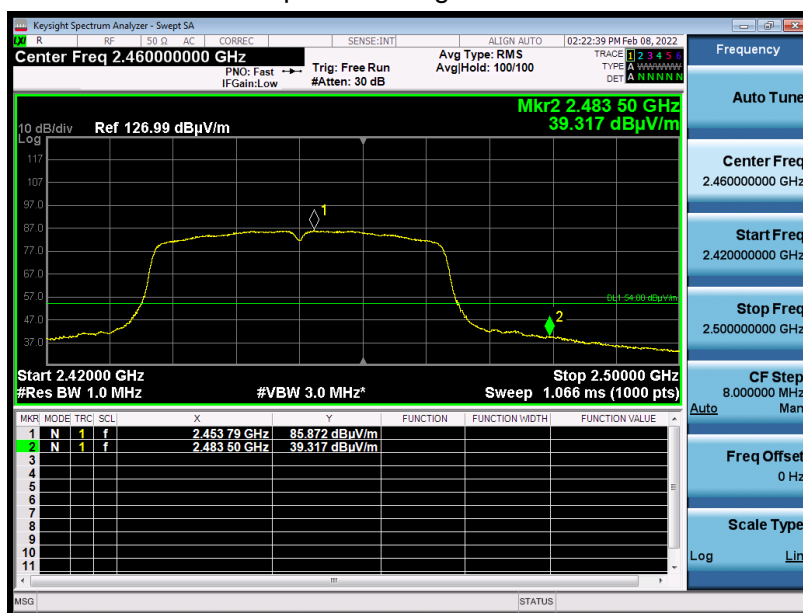 Keysight Spectrum Analyzer - Swept SA
LXI R RF 50 Ω AC CORREC SENSE:INT ALIGN AUTO 02:22:39 PM Feb 08, 2022
Center Freq 2.460000000 GHz
PNO: Fast
IFGain:Low
Trig: Free Run
#Atten: 30 dB
Avg Type: RMS
Avg|Hold: 100/100
TRACE 1 2 3 4 5 6
TYPE A WWWWW
DET A N N N N N
Mkr2 2.483 50 GHz
39.317 dBµV/m
10 dB/div Ref 126.99 dBµV/m
Log
117
107
97.0
87.0
77.0
67.0
57.0
47.0
37.0
1
DL1 54.00 dBµV/m
2
Start 2.42000 GHz Stop 2.50000 GHz
#Res BW 1.0 MHz #VBW 3.0 MHz* Sweep 1.066 ms (1000 pts)
MKR MODE TRC SCL X Y FUNCTION FUNCTION WIDTH FUNCTION VALUE
1 N 1 f 2.453 79 GHz 85.872 dBµV/m
2 N 1 f 2.483 50 GHz 39.317 dBµV/m
3
4
5
6
7
8
9
10
11
MSG STATUS
Frequency
Auto Tune
Center Freq
2.460000000 GHz
Start Freq
2.420000000 GHz
Stop Freq
2.500000000 GHz
CF Step
8.000000 MHz
Auto Man
Freq Offset
0 Hz
Scale Type
Log Lin